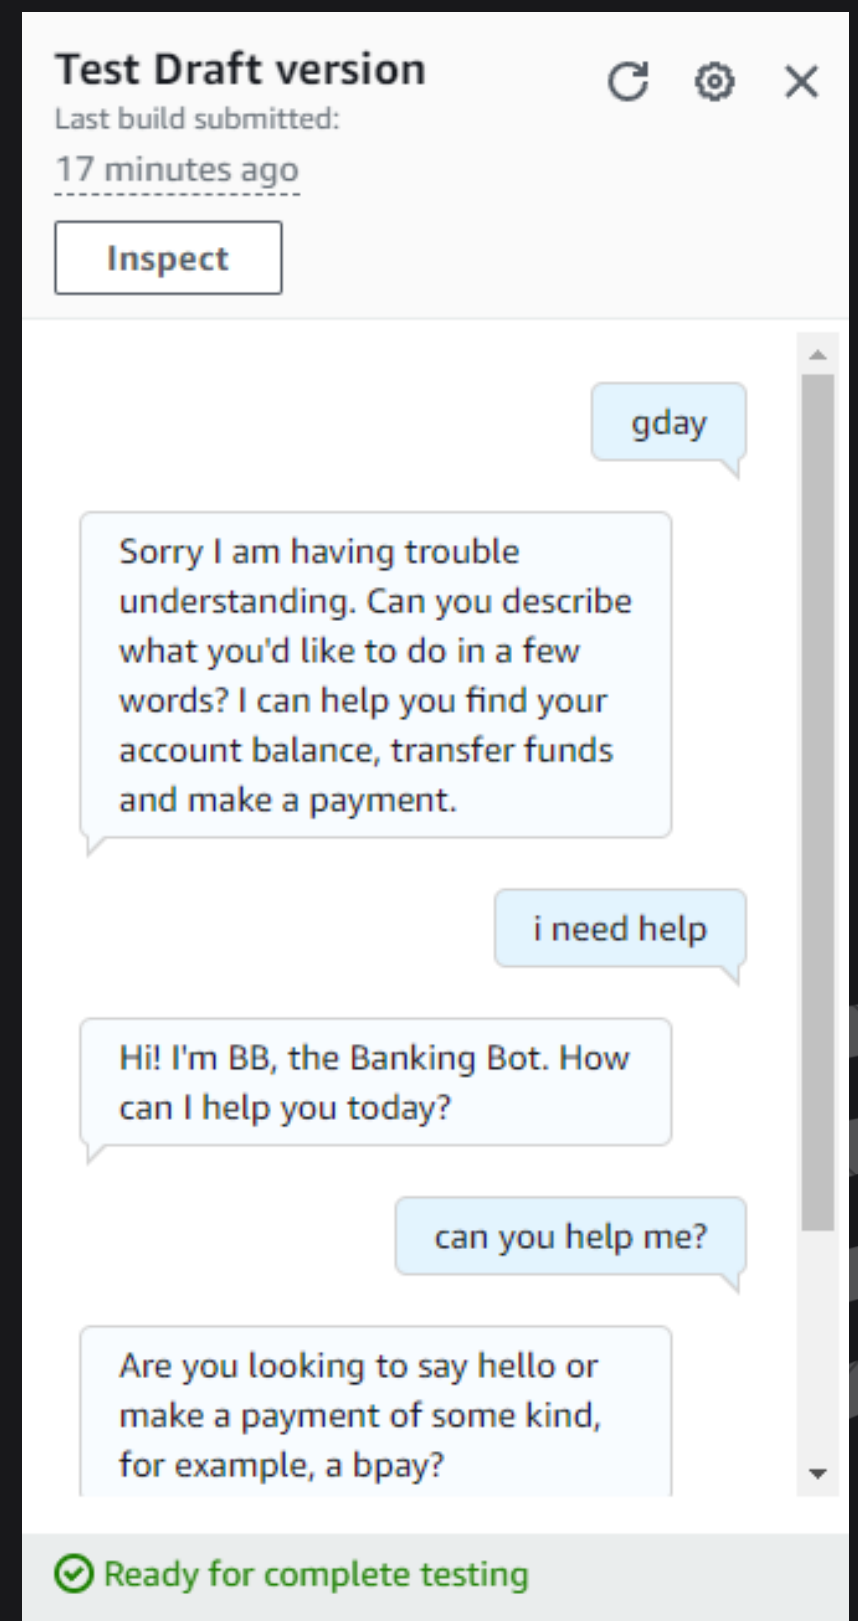 Test Draft version
Last build submitted:
17 minutes ago
Inspect
gday
Sorry I am having trouble
understanding. Can you describe
what you'd like to do in a few
words? I can help you find your
account balance, transfer funds
and make a payment.
i need help
Hi! I'm BB, the Banking Bot. How
can I help you today?
can you help me?
Are you looking to say hello or
make a payment of some kind,
for example, a bpay?
Ready for complete testing